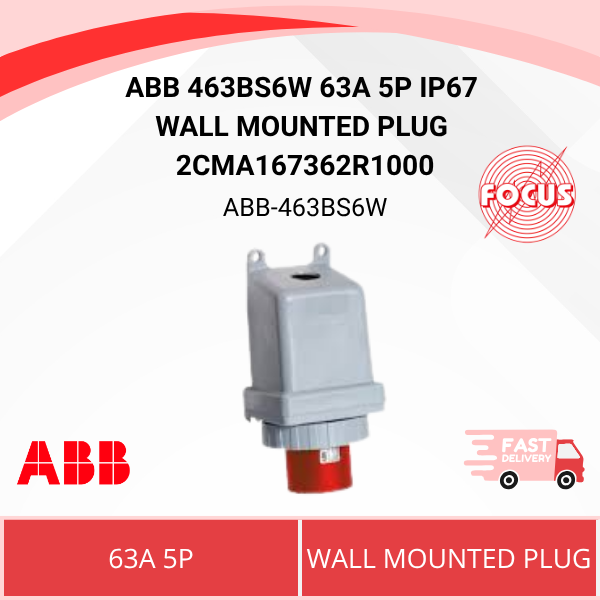 ABB 463BS6W 63A 5P IP67
WALL MOUNTED PLUG
2CMA167362R1000
ABB-463BS6W
FOCUS
ABB
FAST
DELIVERY
63A 5P
WALL MOUNTED PLUG